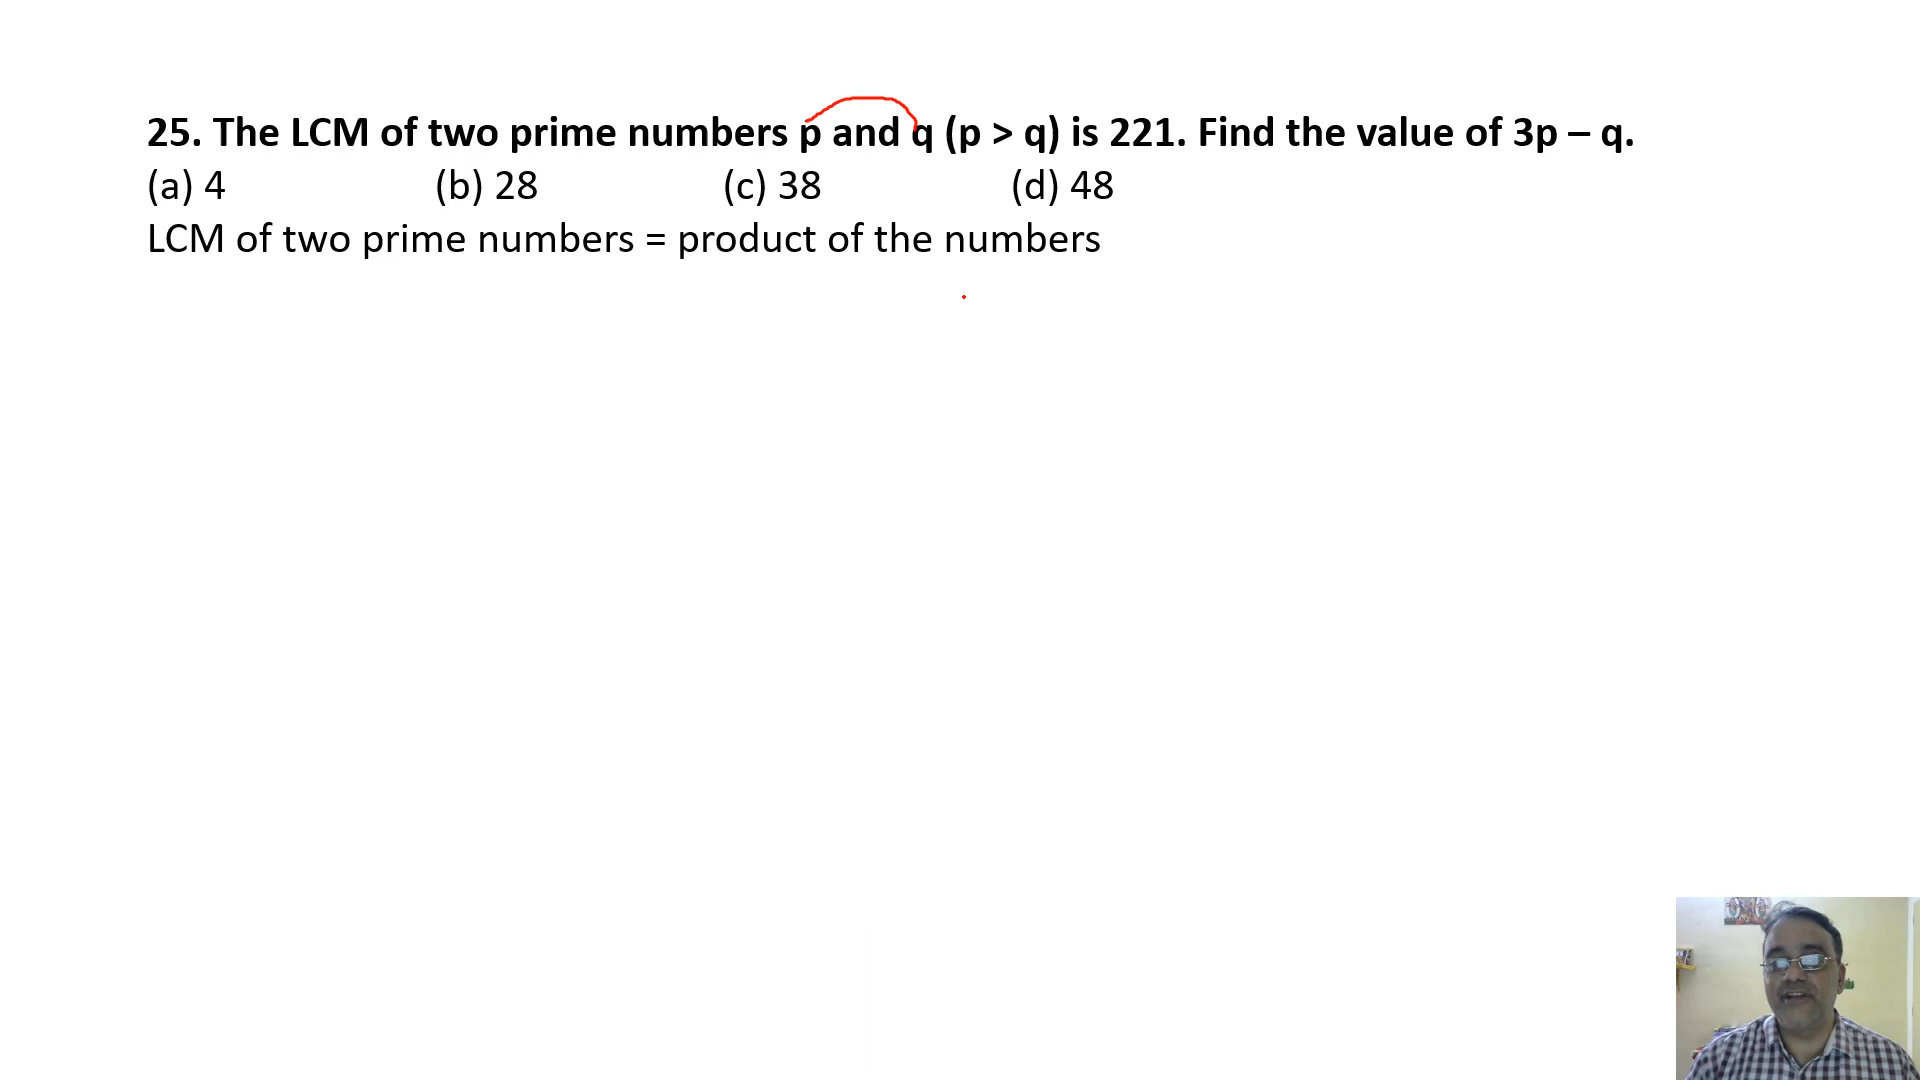 25. The LCM of two prime numbers p and q (p > q) is 221. Find the value of 3p – q.
(a) 4 (b) 28 (c) 38 (d) 48
LCM of two prime numbers = product of the numbers